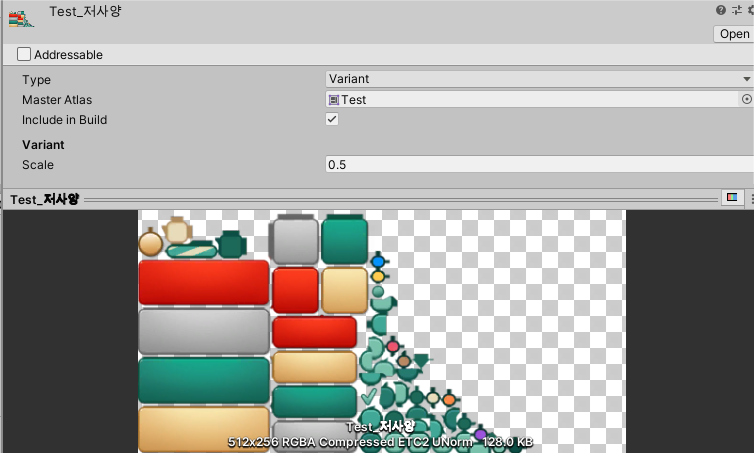 Test_저사양
Open
Addressable
Type
Variant
Master Atlas
Test
Include in Build
Variant
Scale
0.5
Test_저사양
Test_저사양
512x256 RGBA Compressed ETC2 UNorm 128.0 KB